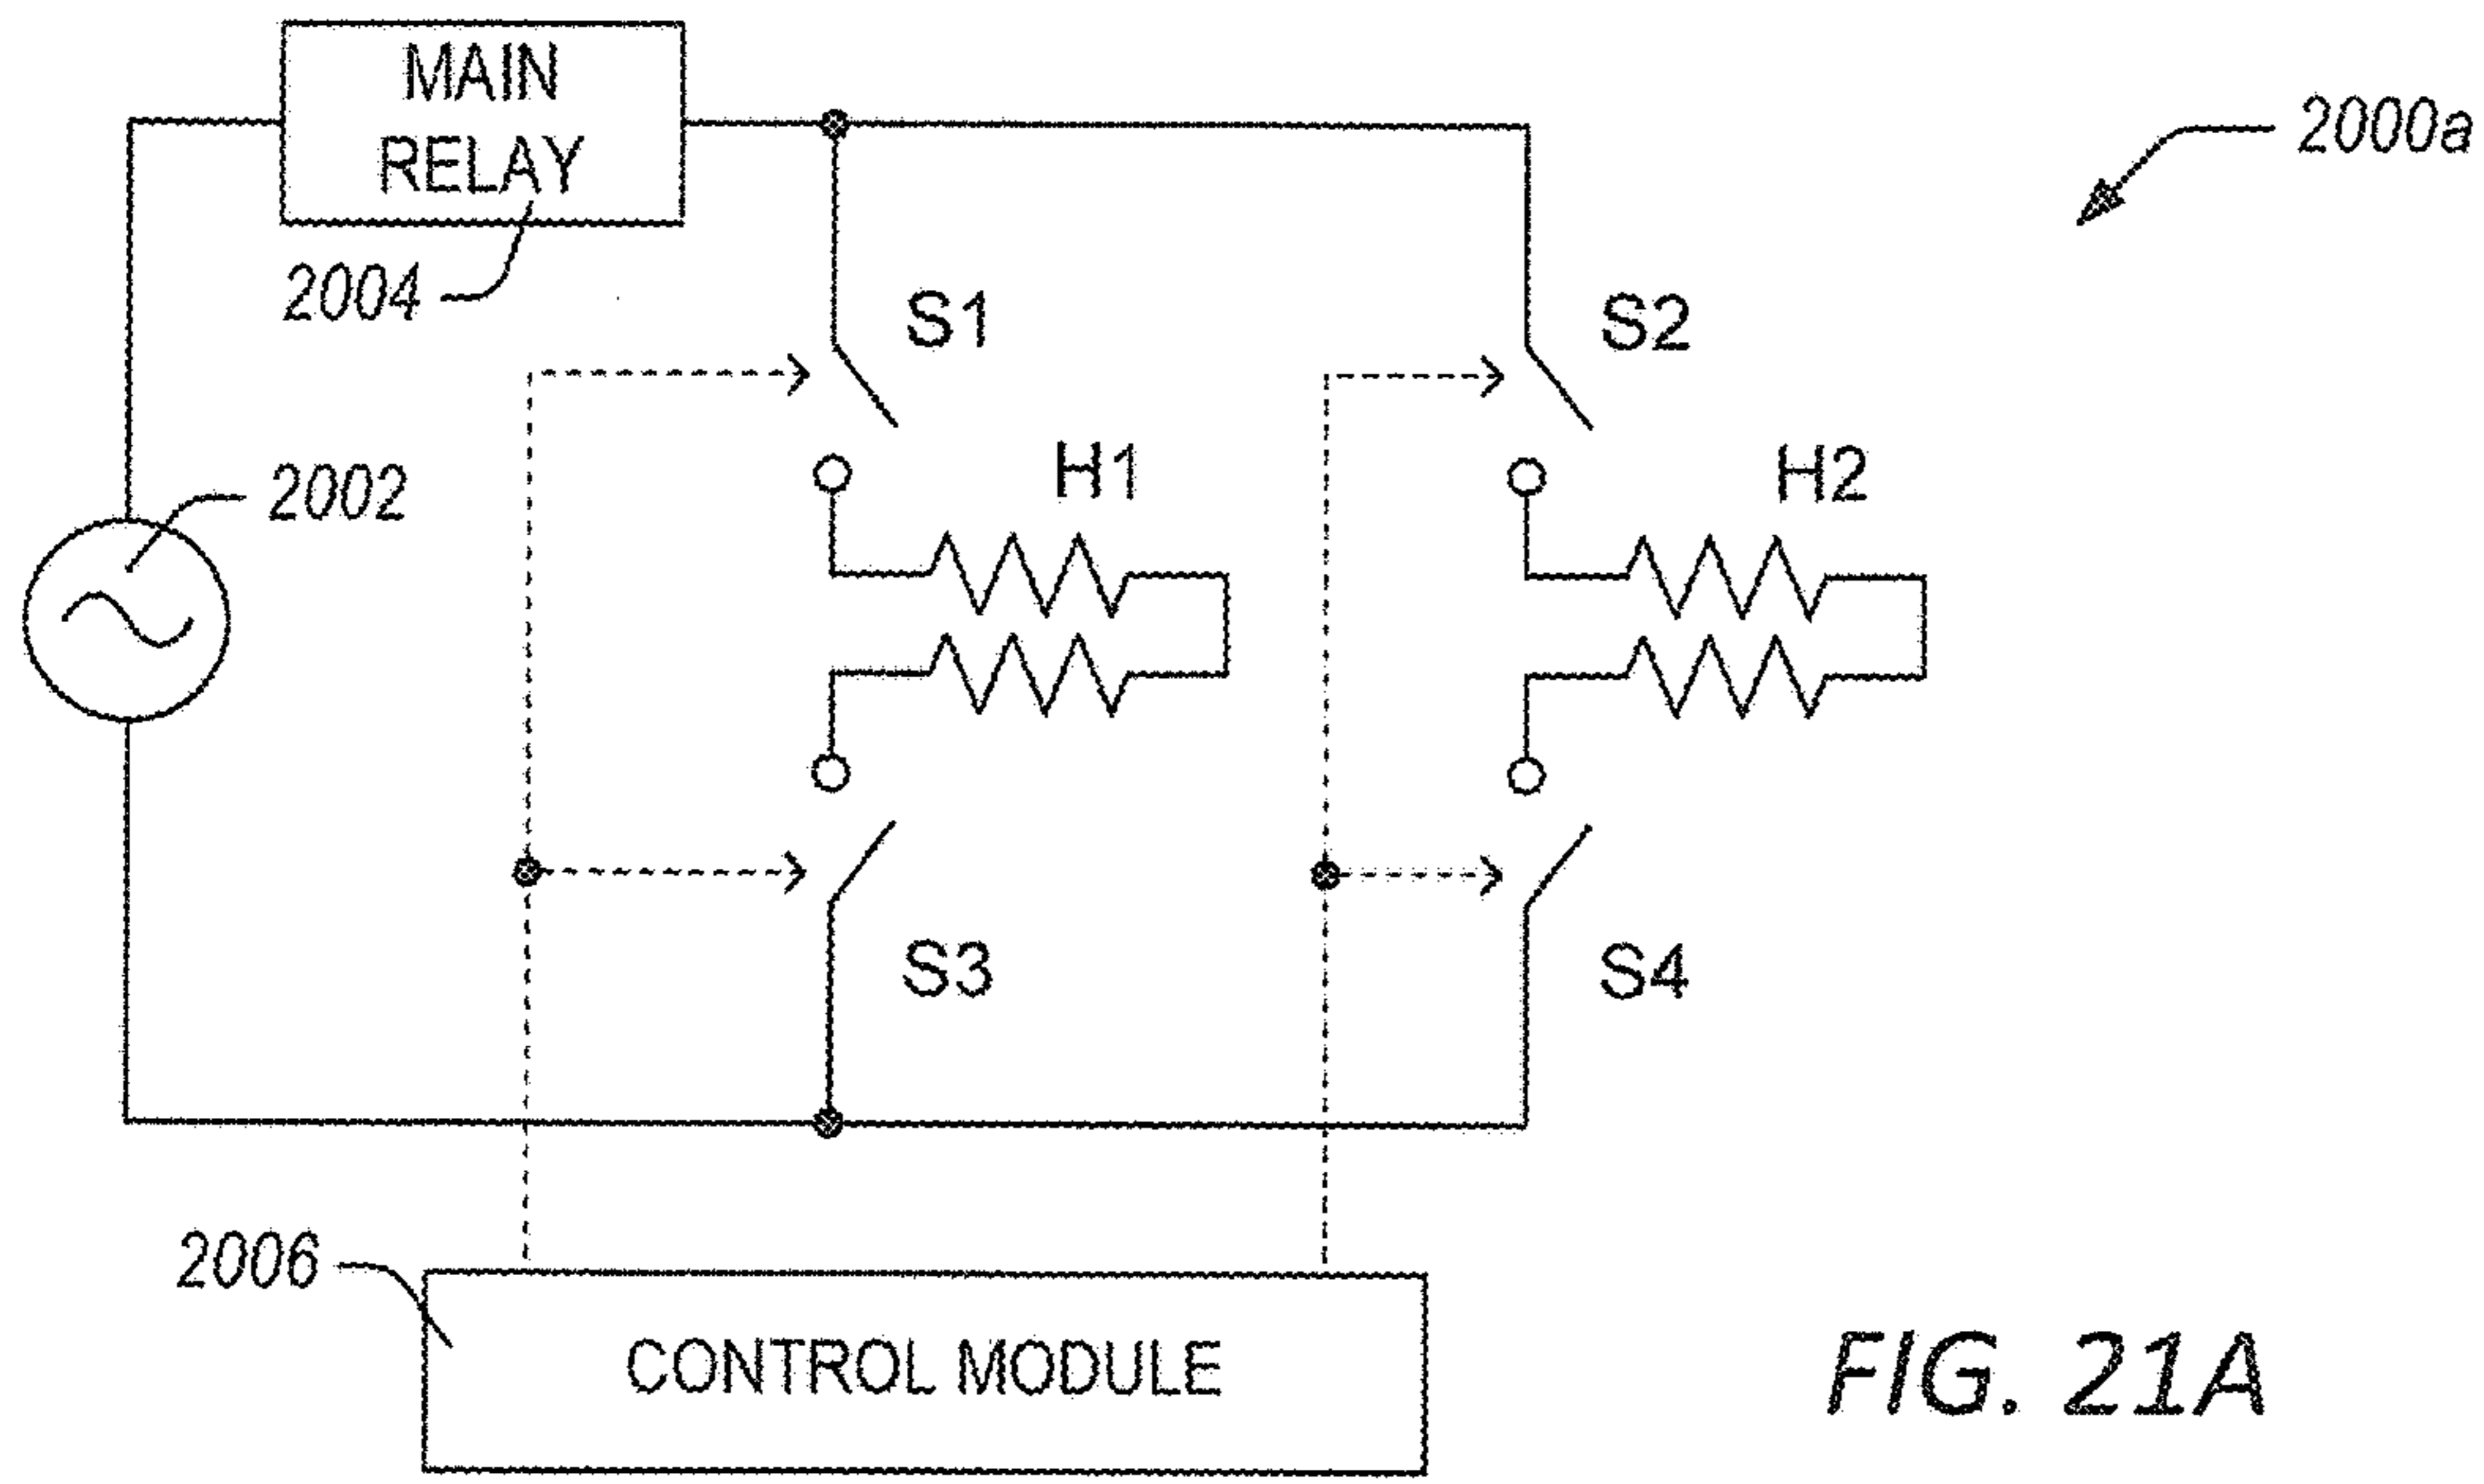 MAIN
RELAY
2000a
2004
S1
S2
2002
H1
H2
S3
S4
2006
CONTROL MODULE
FIG. 21A